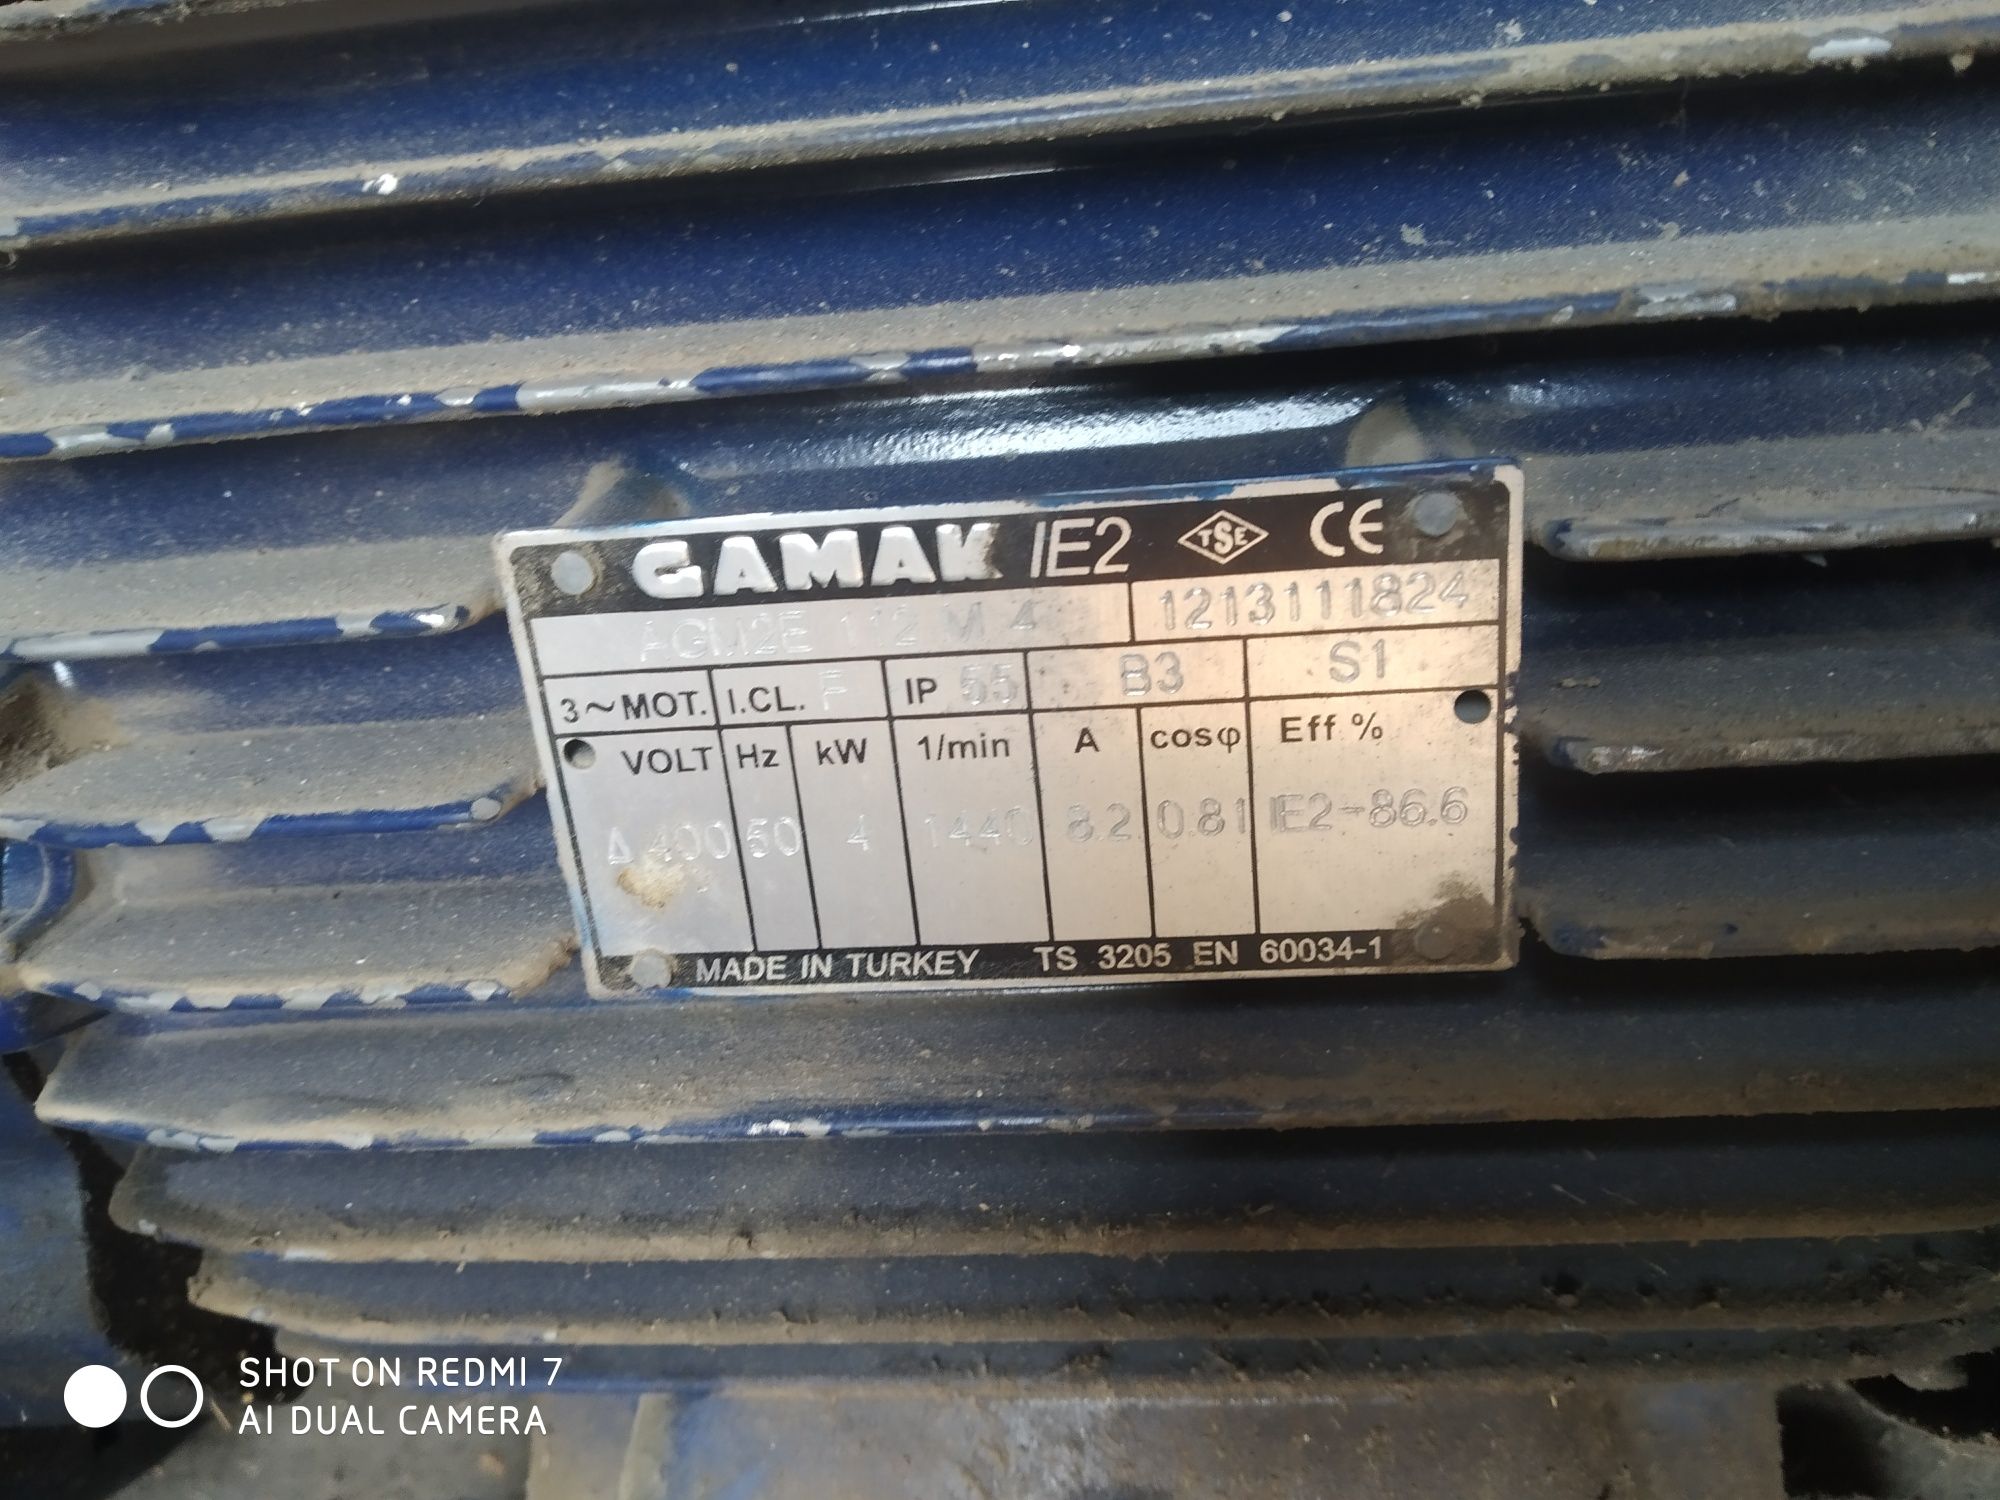 GAMAK IE2 TSE CE
AGM2E 112 M 4 1213111824
3~MOT. I.CL. F IP 55 B3 S1
VOLT Hz kW 1/min A cosφ Eff %
Δ 400 50 4 1440 8.2 0.81 IE2-86.6
MADE IN TURKEY TS 3205 EN 60034-1
SHOT ON REDMI 7
AI DUAL CAMERA